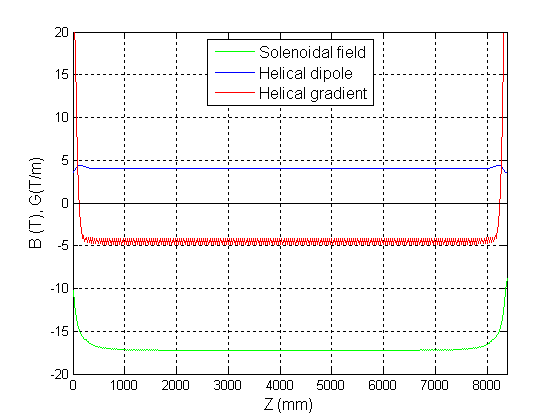 Solenoidal field
Helical dipole
Helical gradient
20
15
10
5
0
-5
-10
-15
-20
B (T), G(T/m)
0 1000 2000 3000 4000 5000 6000 7000 8000
Z (mm)